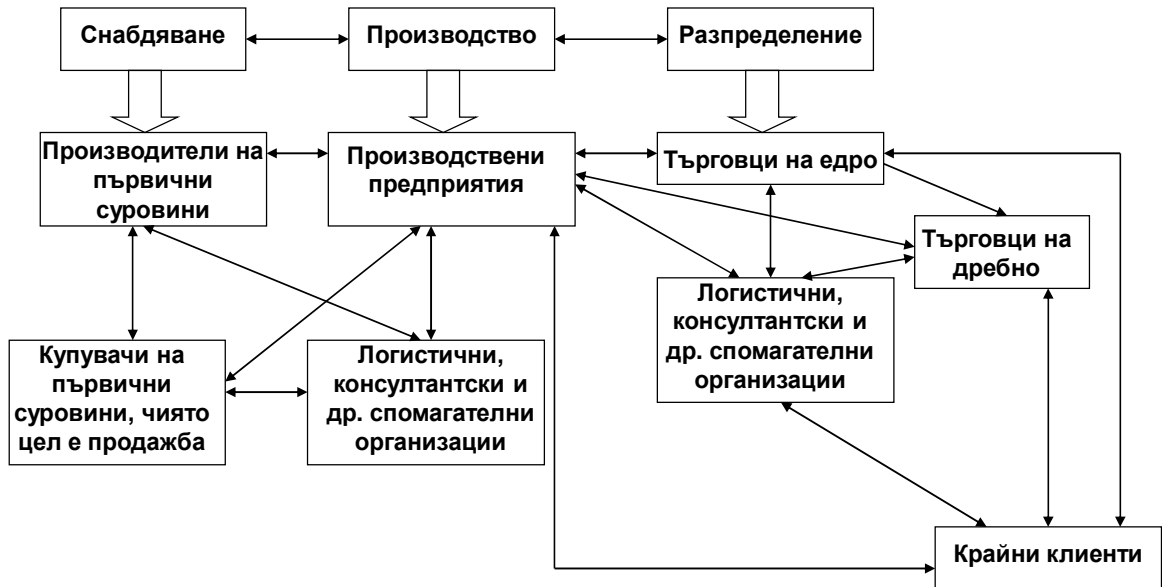 Снабдяване
Производство
Разпределение
Производители на
първични
суровини
Производствени
предприятия
Търговци на едро
Търговци на
дребно
Логистични,
консултантски и
др. спомагателни
организации
Купувачи на
първични
суровини, чиято
цел е продажба
Логистични,
консултантски и
др. спомагателни
организации
Крайни клиенти